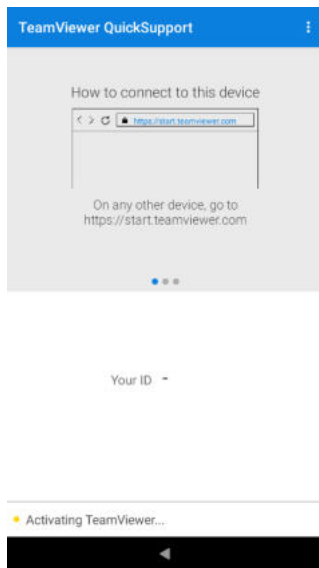 TeamViewer QuickSupport
How to connect to this device
https://start.teamviewer.com
On any other device, go to
https://start.teamviewer.com
Your ID -
Activating TeamViewer...